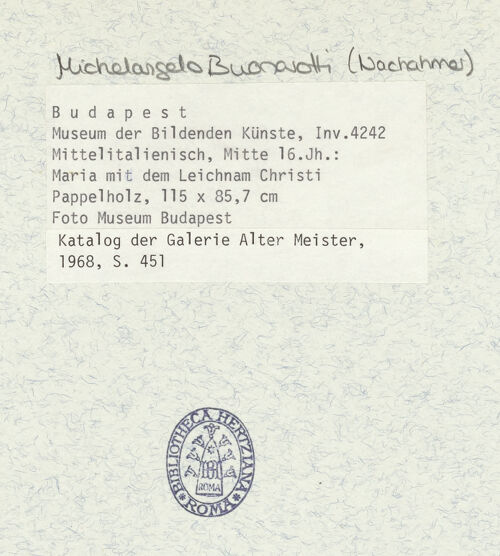 Michelangelo Buonarotti (Nachahmer)
Budapest
Museum der Bildenden Künste, Inv.4242
Mittelitalienisch, Mitte 16.Jh.:
Maria mit dem Leichnam Christi
Pappelholz, 115 x 85,7 cm
Foto Museum Budapest
Katalog der Galerie Alter Meister,
1968, S. 451
BIBLIOTHECA HERTZIANA
ROMA
ROMA